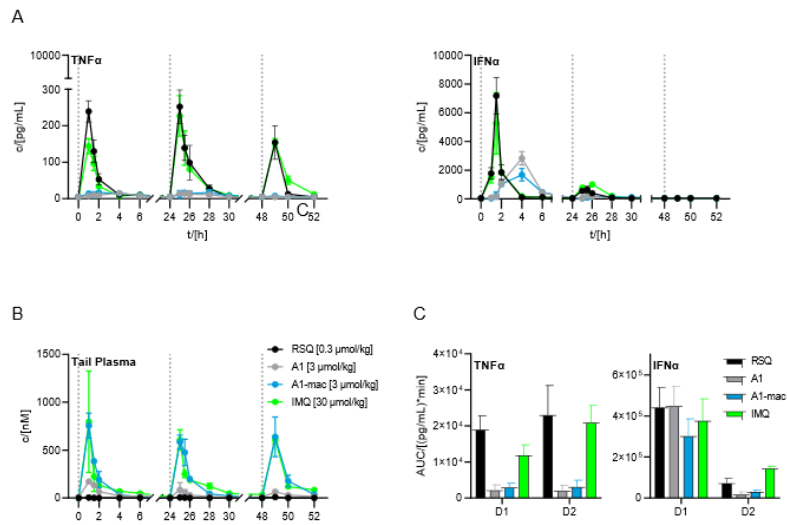 A
TNFα
10000
300
200
100
0
c/[pg/mL]
0 2 4 6 24 26 28 30 48 50 52
t/[h]
C
IFNα
10000
8000
6000
4000
2000
0
c/[pg/mL]
0 2 4 6 24 26 28 30 48 50 52
t/[h]
B
Tail Plasma
1500
1000
500
0
c/[nM]
0 2 4 6 24 26 28 30 48 50 52
RSQ [0.3 µmol/kg]
A1 [3 µmol/kg]
A1-mac [3 µmol/kg]
IMQ [30 µmol/kg]
C
TNFα
4×10⁴
3×10⁴
2×10⁴
1×10⁴
0
AUC/[(pg/mL)*min]
D1 D2
IFNα
6×10⁵
4×10⁵
2×10⁵
0
D1 D2
RSQ
A1
A1-mac
IMQ